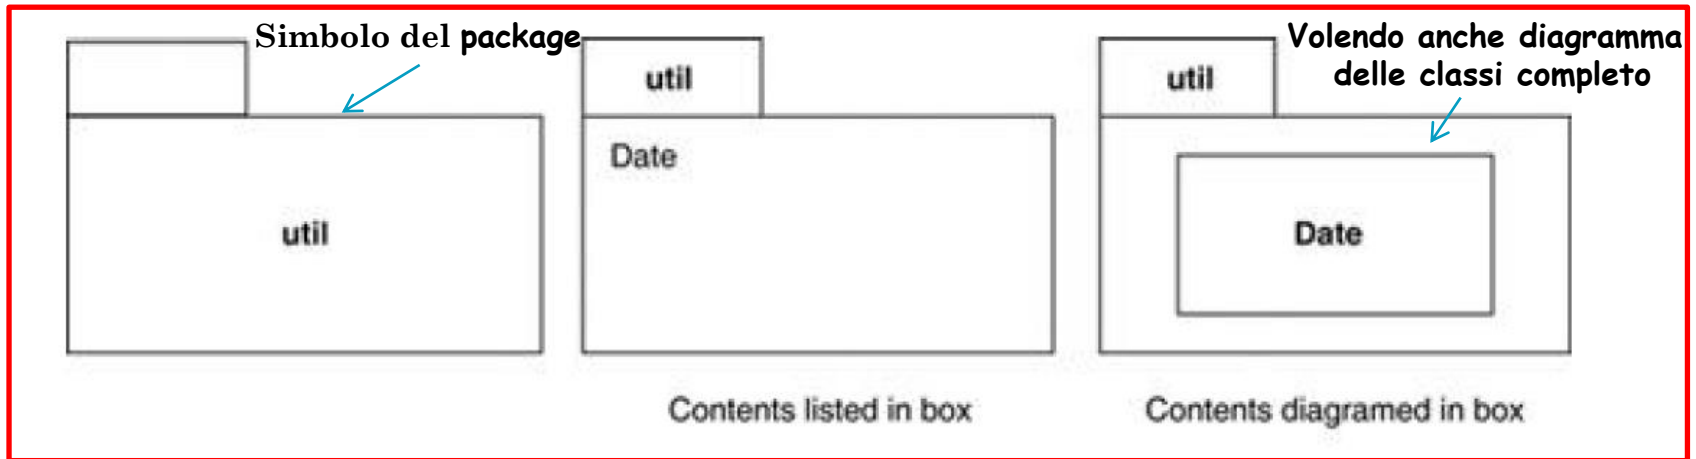 Simbolo del package
util
util
Date
Contents listed in box
Volendo anche diagramma
delle classi completo
util
Date
Contents diagramed in box